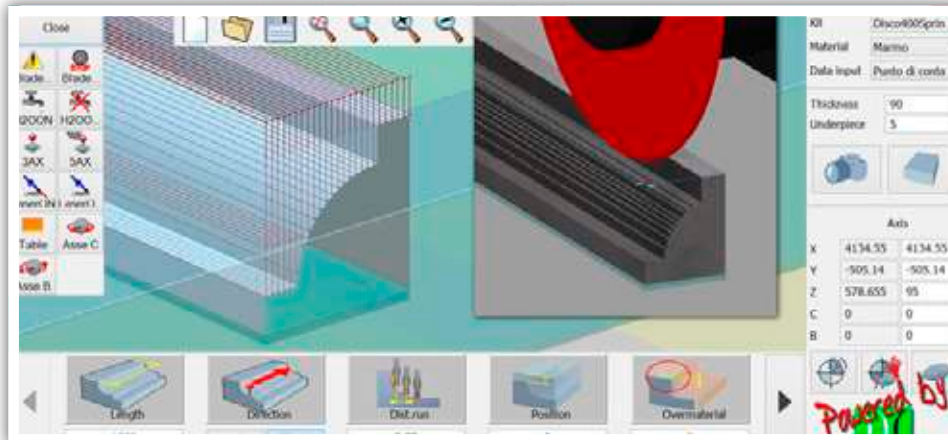 Close
Kit Disco400Sprin
Material Marmo
Data input Punto di corda
Blade
H2OON H2OO..
3AX 5AX
Table Asse C
Asse B
Thickness 90
Underpiece 5
Axis
X 4134.55 4134.55
Y -505.14 -505.14
Z 578.655 95
C 0 0
B 0 0
Length Direction Dist.run Position Overmaterial
Powered by